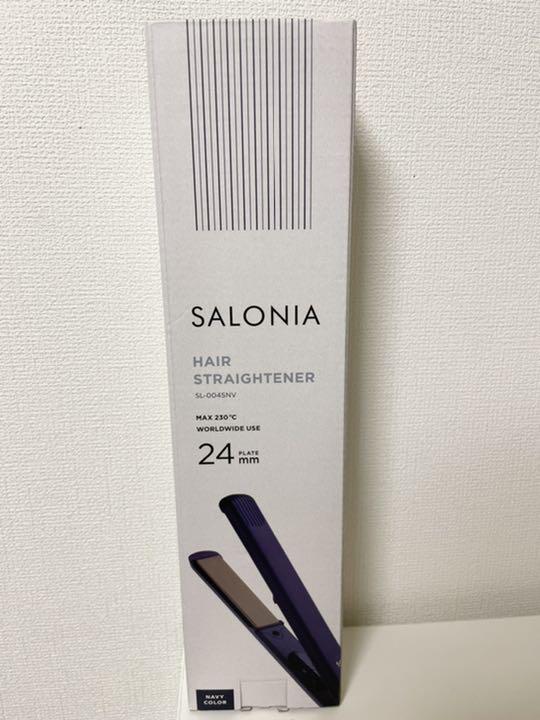 SALONIA
HAIR
STRAIGHTENER
SL-004SNV
MAX 230℃
WORLDWIDE USE
24 PLATE mm
NAVY
COLOR